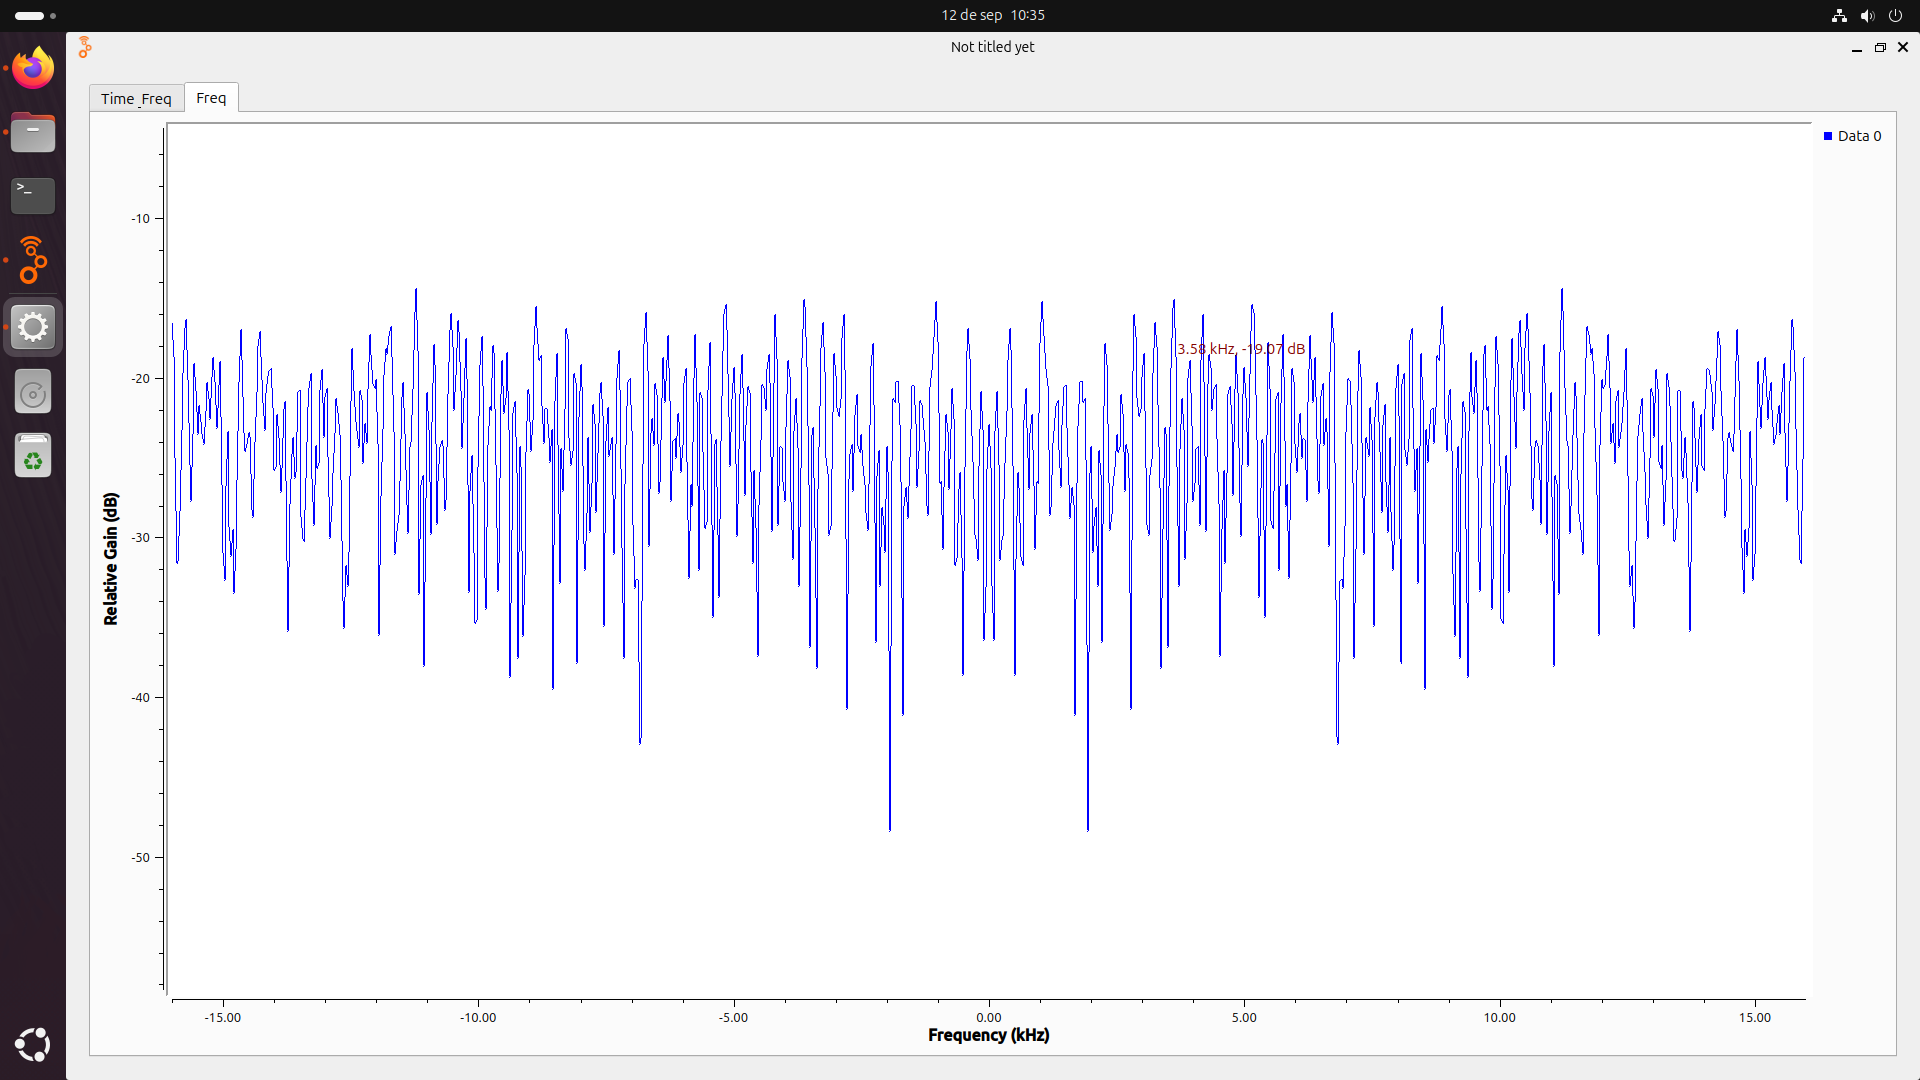 12 de sep 10:35
Not titled yet
Time_Freq
Freq
Data 0
3.58 kHz, -19.07 dB
-10
-20
-30
-40
-50
Relative Gain (dB)
-15.00 -10.00 -5.00 0.00 5.00 10.00 15.00
Frequency (kHz)